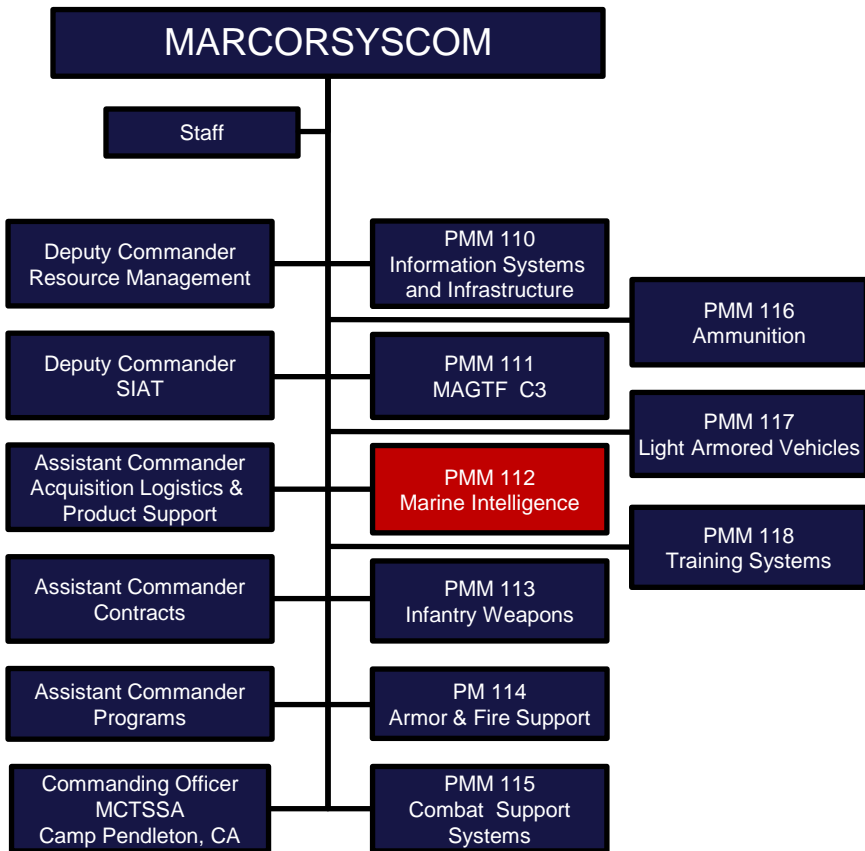 MARCORSYSCOM
Staff
Deputy Commander
Resource Management
PMM 110
Information Systems
and Infrastructure
PMM 116
Ammunition
Deputy Commander
SIAT
PMM 111
MAGTF C3
PMM 117
Light Armored Vehicles
Assistant Commander
Acquisition Logistics &
Product Support
PMM 112
Marine Intelligence
PMM 118
Training Systems
Assistant Commander
Contracts
PMM 113
Infantry Weapons
Assistant Commander
Programs
PM 114
Armor & Fire Support
Commanding Officer
MCTSSA
Camp Pendleton, CA
PMM 115
Combat Support
Systems